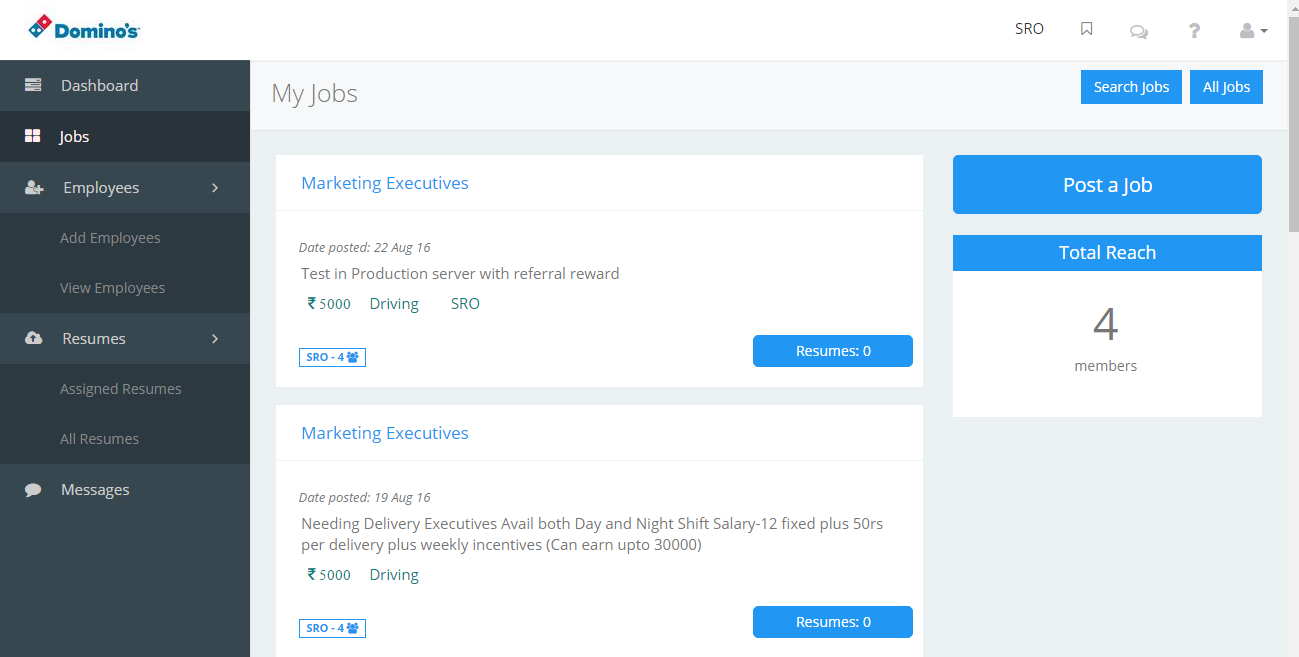 Domino's
SRO
?
Dashboard
Jobs
Employees
Add Employees
View Employees
Resumes
Assigned Resumes
All Resumes
Messages
My Jobs
Search Jobs
All Jobs
Marketing Executives
Date posted: 22 Aug 16
Test in Production server with referral reward
₹ 5000 Driving SRO
SRO - 4
Resumes: 0
Marketing Executives
Date posted: 19 Aug 16
Needing Delivery Executives Avail both Day and Night Shift Salary-12 fixed plus 50rs
per delivery plus weekly incentives (Can earn upto 30000)
₹ 5000 Driving
SRO - 4
Resumes: 0
Post a Job
Total Reach
4
members